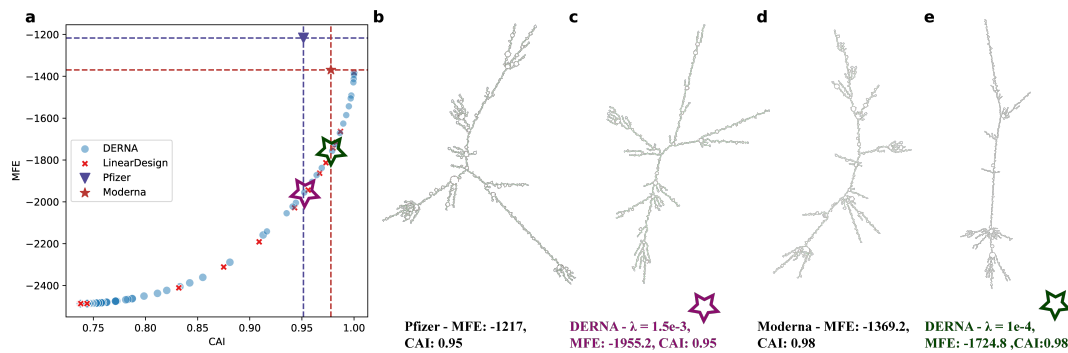 a
b
c
d
e
−1200
−1400
−1600
−1800
−2000
−2200
−2400
MFE
DERNA
LinearDesign
Pfizer
Moderna
0.75
0.80
0.85
0.90
0.95
1.00
CAI
Pfizer - MFE: -1217,
CAI: 0.95
DERNA - λ = 1.5e-3,
MFE: -1955.2, CAI: 0.95
Moderna - MFE: -1369.2,
CAI: 0.98
DERNA - λ = 1e-4,
MFE: -1724.8 ,CAI:0.98